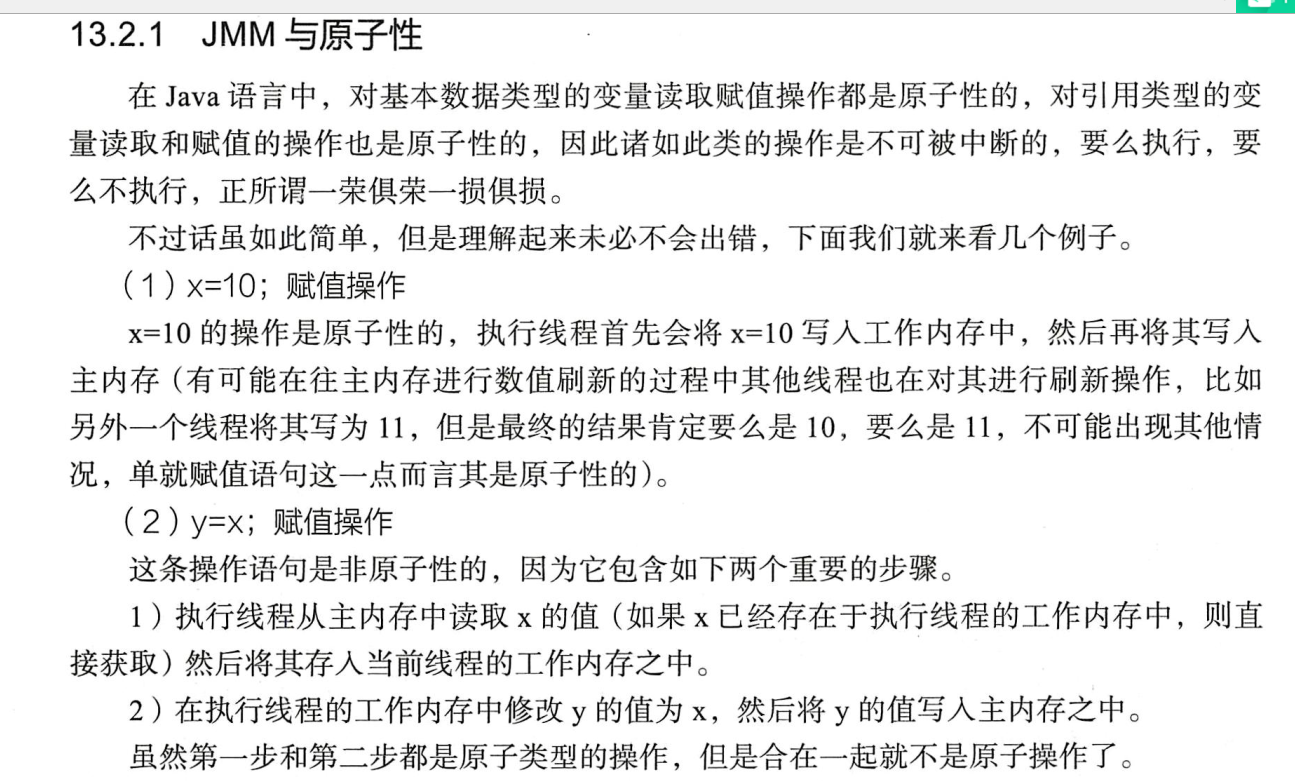 13.2.1 JMM 与原子性
在 Java 语言中，对基本数据类型的变量读取赋值操作都是原子性的，对引用类型的变
量读取和赋值的操作也是原子性的，因此诸如此类的操作是不可被中断的，要么执行，要
么不执行，正所谓一荣俱荣一损俱损。
不过话虽如此简单，但是理解起来未必不会出错，下面我们就来看几个例子。
（1）x=10；赋值操作
x=10 的操作是原子性的，执行线程首先会将 x=10 写入工作内存中，然后再将其写入
主内存（有可能在往主内存进行数值刷新的过程中其他线程也在对其进行刷新操作，比如
另外一个线程将其写为 11，但是最终的结果肯定要么是 10，要么是 11，不可能出现其他情
况，单就赋值语句这一点而言其是原子性的）。
（2）y=x；赋值操作
这条操作语句是非原子性的，因为它包含如下两个重要的步骤。
1）执行线程从主内存中读取 x 的值（如果 x 已经存在于执行线程的工作内存中，则直
接获取）然后将其存入当前线程的工作内存之中。
2）在执行线程的工作内存中修改 y 的值为 x，然后将 y 的值写入主内存之中。
虽然第一步和第二步都是原子类型的操作，但是合在一起就不是原子操作了。